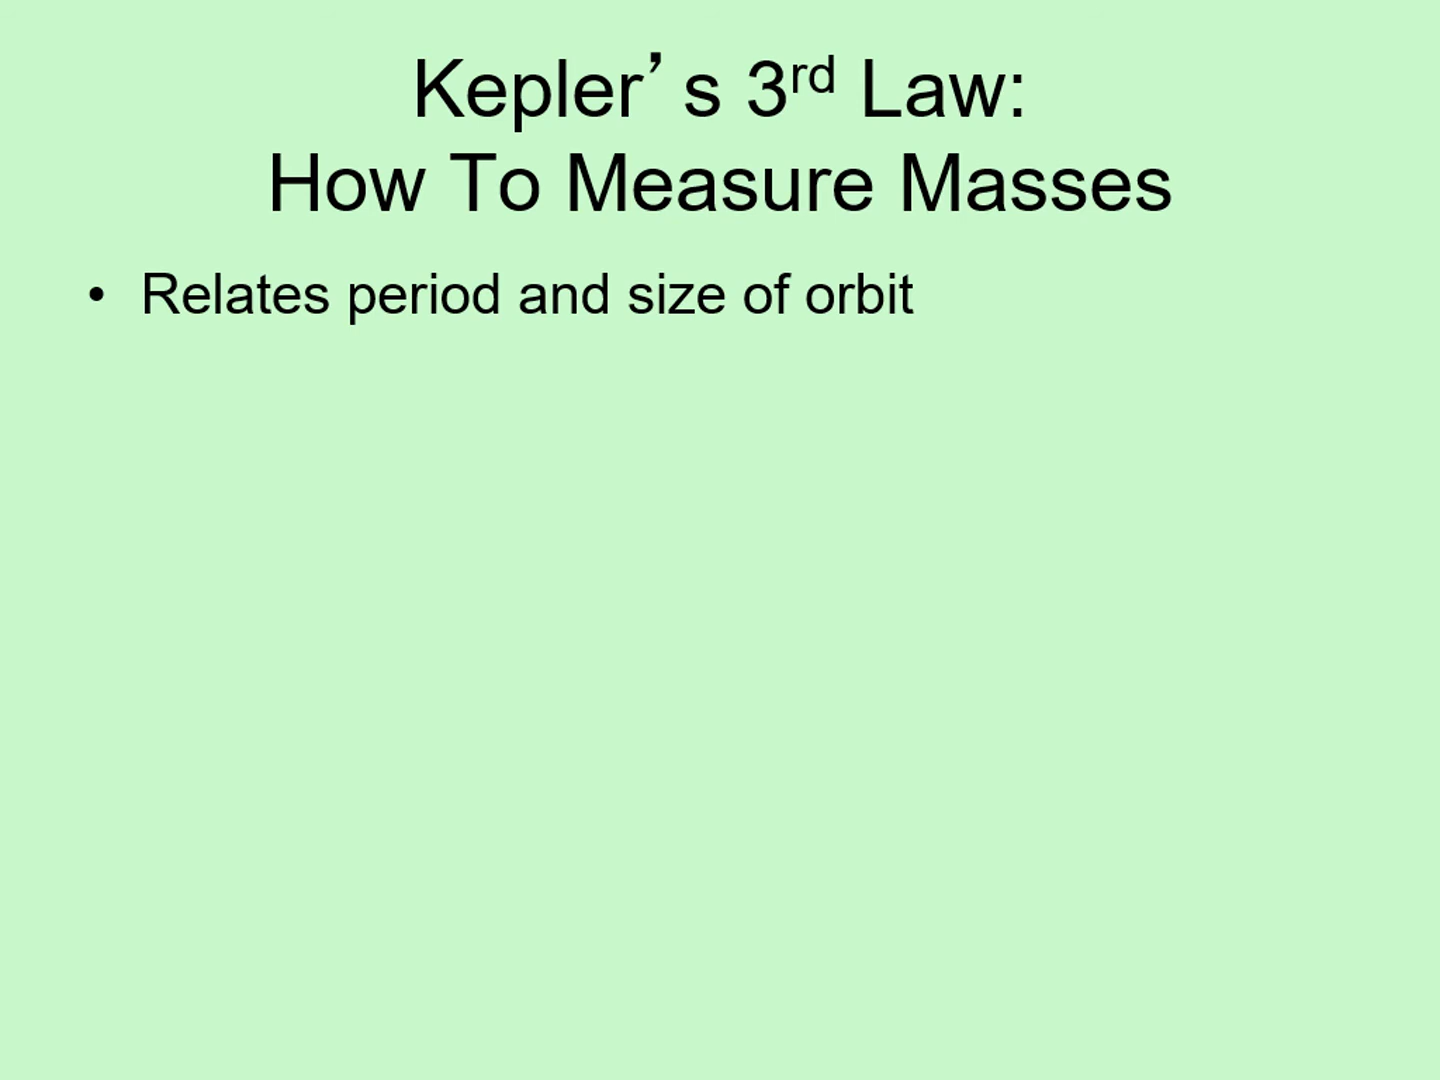 Kepler’s 3rd Law:
How To Measure Masses
• Relates period and size of orbit